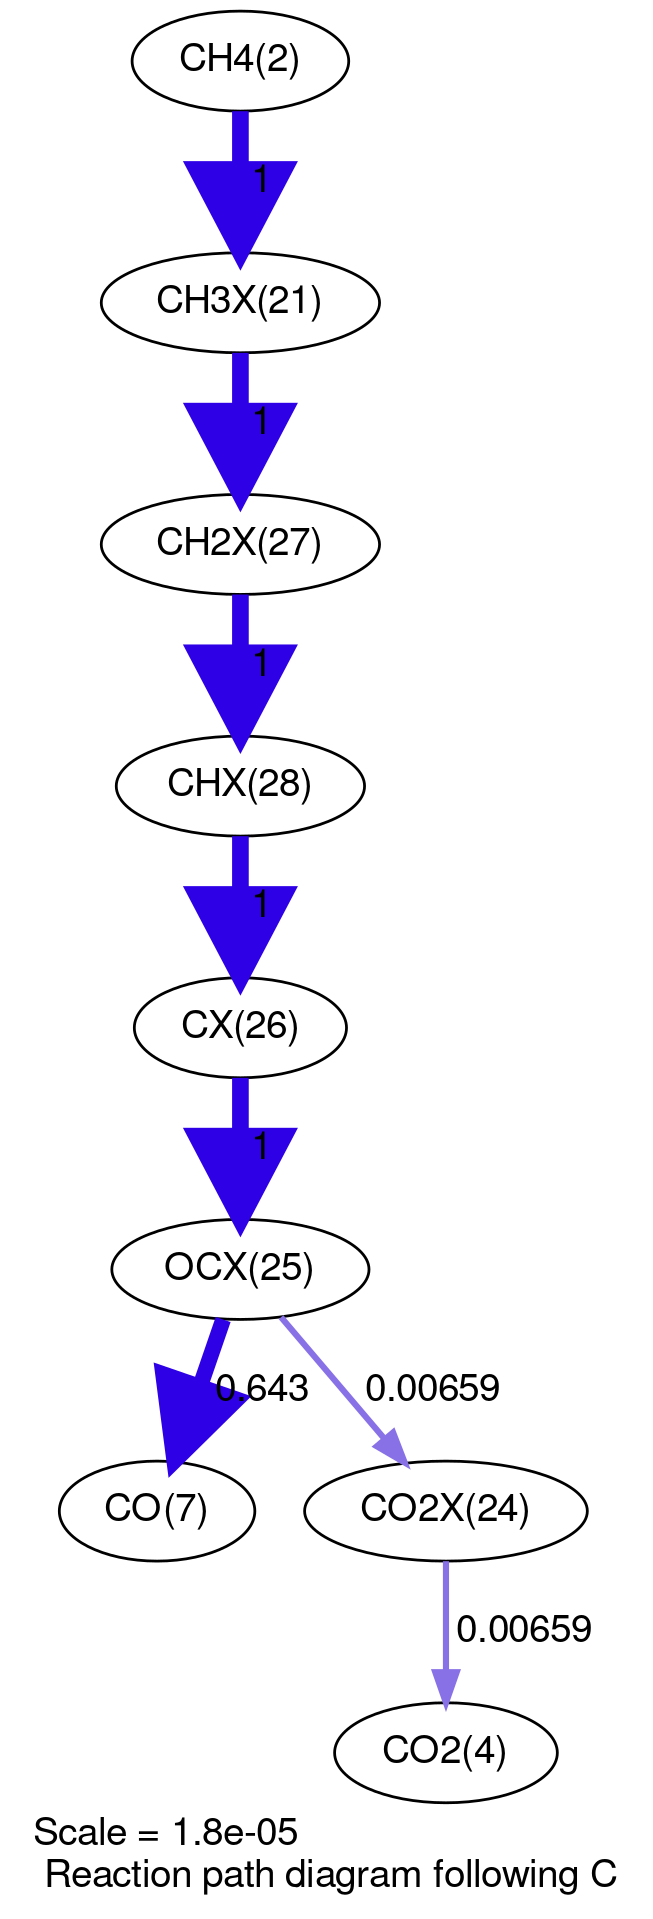 CH4(2)
1
CH3X(21)
1
CH2X(27)
1
CHX(28)
1
CX(26)
1
OCX(25)
0.643
0.00659
CO(7)
CO2X(24)
0.00659
CO2(4)
Scale = 1.8e-05
Reaction path diagram following C